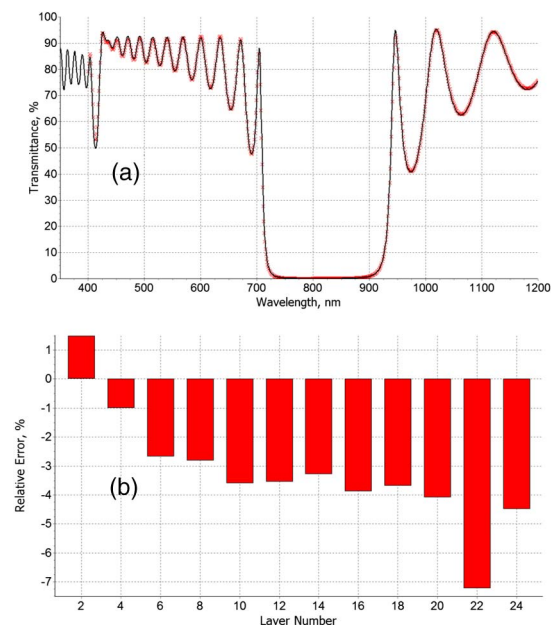 100
90
80
70
60
50
40
30
20
10
0
Transmittance, %
(a)
400 500 600 700 800 900 1000 1100 1200
Wavelength, nm
1
0
-1
-2
-3
-4
-5
-6
-7
Relative Error, %
(b)
2 4 6 8 10 12 14 16 18 20 22 24
Layer Number